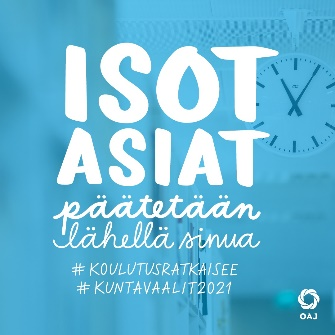 ISOT
ASIAT
päätetään
lähellä sinua
#KOULUTUSRATKAISEE
#KUNTAVAALIT2021
OAJ